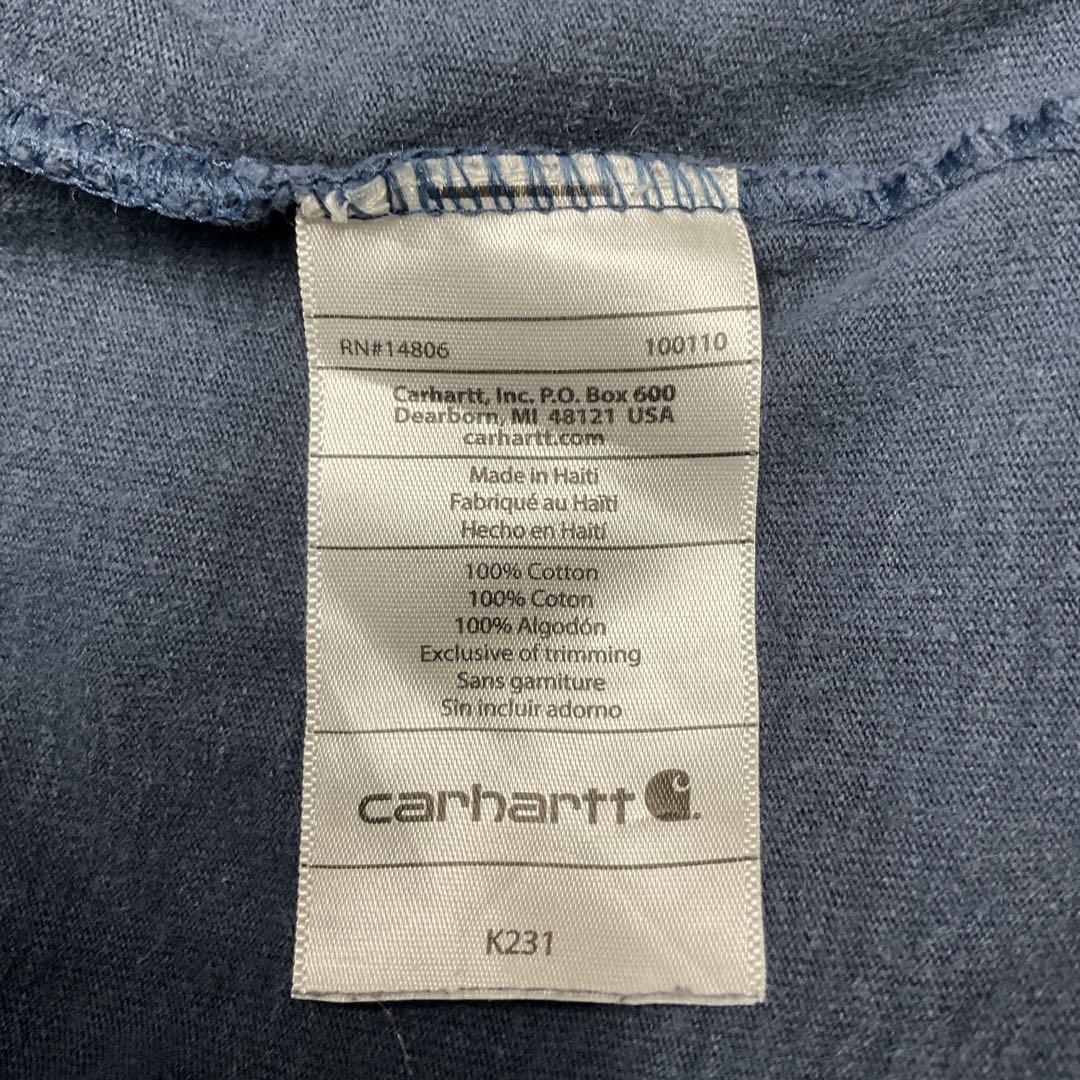 RN#14806 100110
Carhartt, Inc. P.O. Box 600
Dearborn, MI 48121 USA
carhartt.com
Made in Haiti
Fabriqué au Haïti
Hecho en Haití
100% Cotton
100% Coton
100% Algodón
Exclusive of trimming
Sans garniture
Sin incluir adorno
carhartt
K231